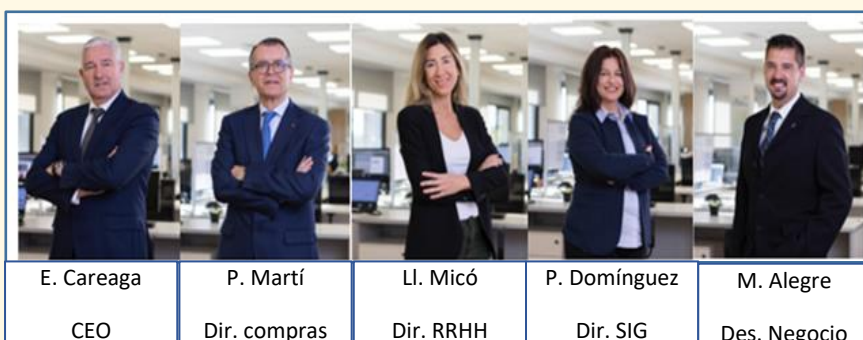 E. Careaga
CEO
P. Martí
Dir. compras
Ll. Micó
Dir. RRHH
P. Domínguez
Dir. SIG
M. Alegre
Des. Negocio